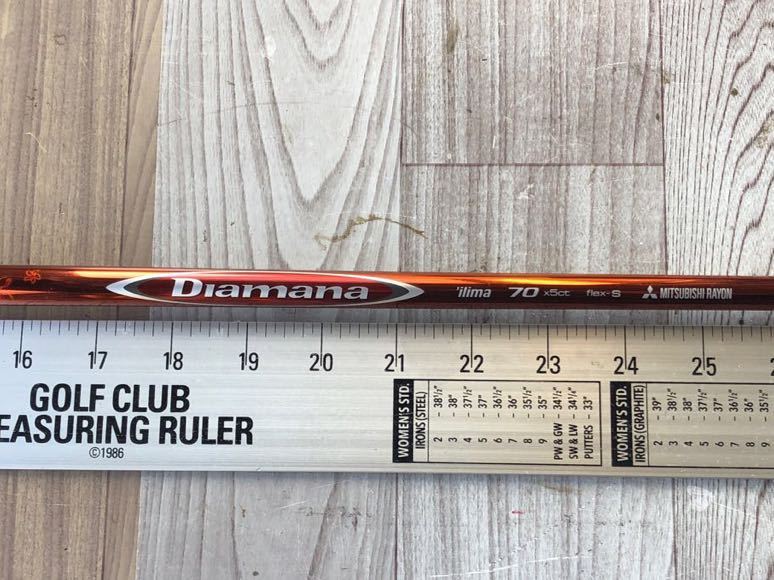 Diamana 'ilima 70 x5ct flex-S MITSUBISHI RAYON
16 17 18 19 20 21 22 23 24 25
GOLF CLUB
EASURING RULER
©1986
WOMEN'S STD.
IRONS (STEEL)
2 - 38½"
3 - 38"
4 - 37½"
5 - 37"
6 - 36½"
7 - 36"
8 - 35½"
9 - 35"
PW & GW - 34½"
SW & LW - 34¼"
PUTTERS - 33"
WOMEN'S STD.
IRONS (GRAPHITE)
2 - 39"
3 - 38½"
4 - 38"
5 - 37½"
6 - 37"
7 - 36½"
8 - 36"
9 - 35½"